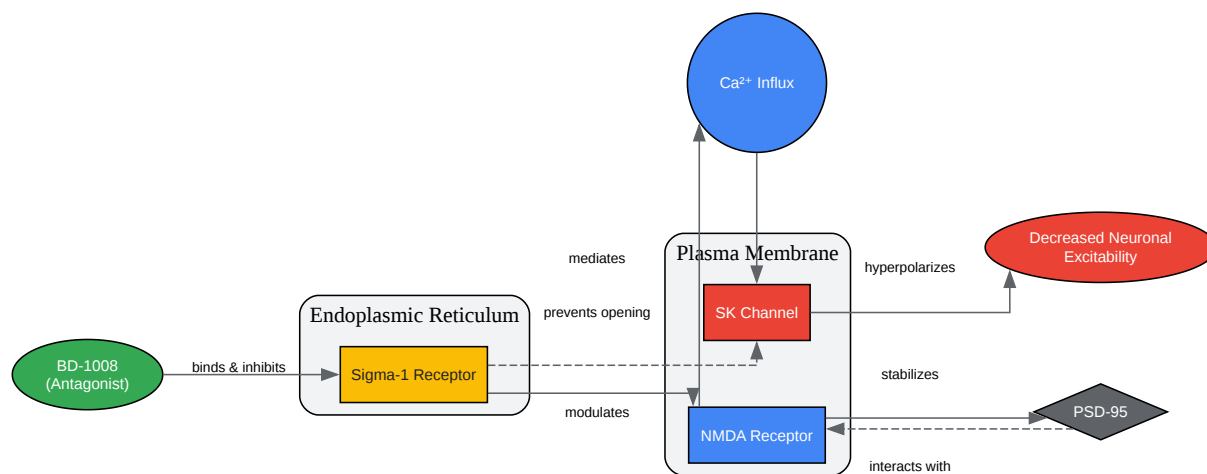 Ca²⁺ Influx
Decreased Neuronal
Excitability
Plasma Membrane
mediates
hyperpolarizes
prevents opening
SK Channel
Endoplasmic Reticulum
BD-1008
(Antagonist)
binds & inhibits
Sigma-1 Receptor
stabilizes
modulates
PSD-95
NMDA Receptor
interacts with